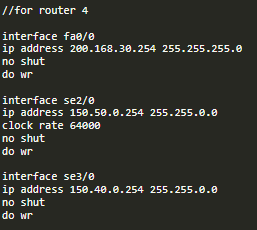 //for router 4
interface fa0/0
ip address 200.168.30.254 255.255.255.0
no shut
do wr
interface se2/0
ip address 150.50.0.254 255.255.0.0
clock rate 64000
no shut
do wr
interface se3/0
ip address 150.40.0.254 255.255.0.0
no shut
do wr